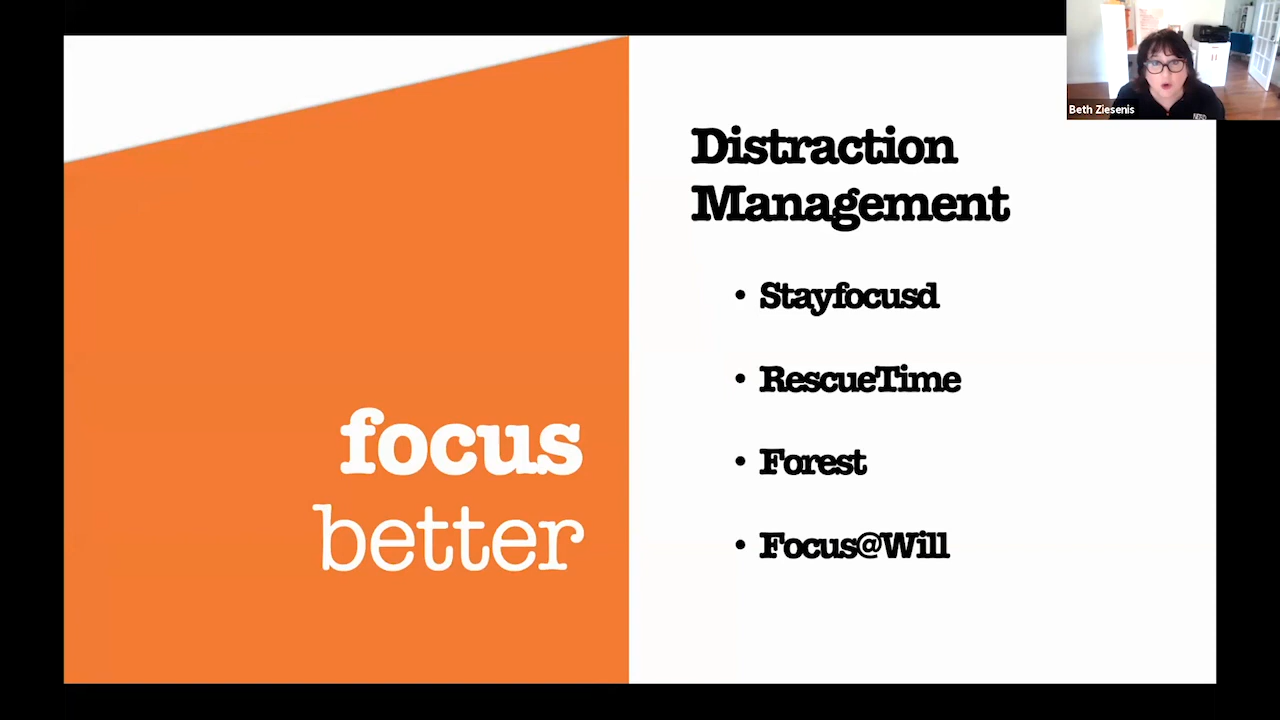 Beth Ziesenis
Distraction
Management
• Stayfocusd
• RescueTime
• Forest
• Focus@Will
focus
better